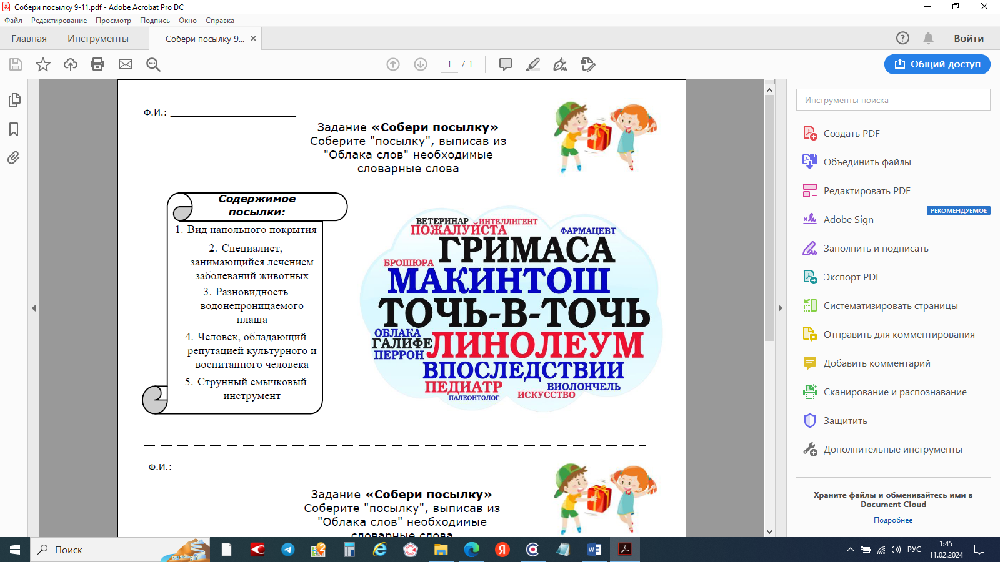 Собери посылку 9-11.pdf - Adobe Acrobat Pro DC
Файл Редактирование Просмотр Подпись Окно Справка
Главная Инструменты Собери посылку 9... × Войти
1 / 1 Общий доступ
Ф.И.: ____________________
Задание «Собери посылку»
Соберите "посылку", выписав из
"Облака слов" необходимые
словарные слова
Содержимое
посылки:
1. Вид напольного покрытия
2. Специалист,
занимающийся лечением
заболеваний животных
3. Разновидность
водонепроницаемого
плаща
4. Человек, обладающий
репутацией культурного и
воспитанного человека
5. Струнный смычковый
инструмент
ВЕТЕРИНАР ИНТЕЛЛИГЕНТ
ПОЖАЛУЙСТА ФАРМАЦЕВТ
ГРИМАСА
БРОШЮРА
МАКИНТОШ
ТОЧЬ-В-ТОЧЬ
ОБЛАКА
ГАЛИФЕ ЛИНОЛЕУМ
ПЕРРОН
ВПОСЛЕДСТВИИ
ПЕДИАТР ВИОЛОНЧЕЛЬ
ПАЛЕОНТОЛОГ ИСКУССТВО
Ф.И.: ____________________
Задание «Собери посылку»
Соберите "посылку", выписав из
"Облака слов" необходимые
словарные слова
Инструменты поиска
Создать PDF
Объединить файлы
Редактировать PDF
РЕКОМЕНДУЕМОЕ
Adobe Sign
Заполнить и подписать
Экспорт PDF
Систематизировать страницы
Отправить для комментирования
Добавить комментарий
Сканирование и распознавание
Защитить
Дополнительные инструменты
Храните файлы и обменивайтесь ими в
Document Cloud
Подробнее
Поиск
РУС
1:45
11.02.2024